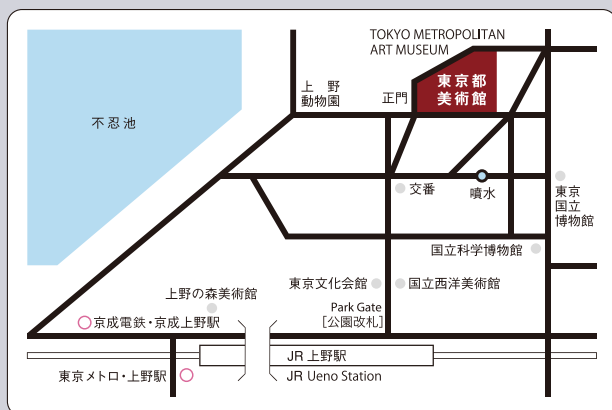 TOKYO METROPOLITAN
ART MUSEUM
東京都
美術館
上野
動物園
正門
不忍池
交番
噴水
東京
国立
博物館
国立科学博物館
東京文化会館
国立西洋美術館
上野の森美術館
Park Gate
［公園改札］
京成電鉄・京成上野駅
JR 上野駅
東京メトロ・上野駅
JR Ueno Station